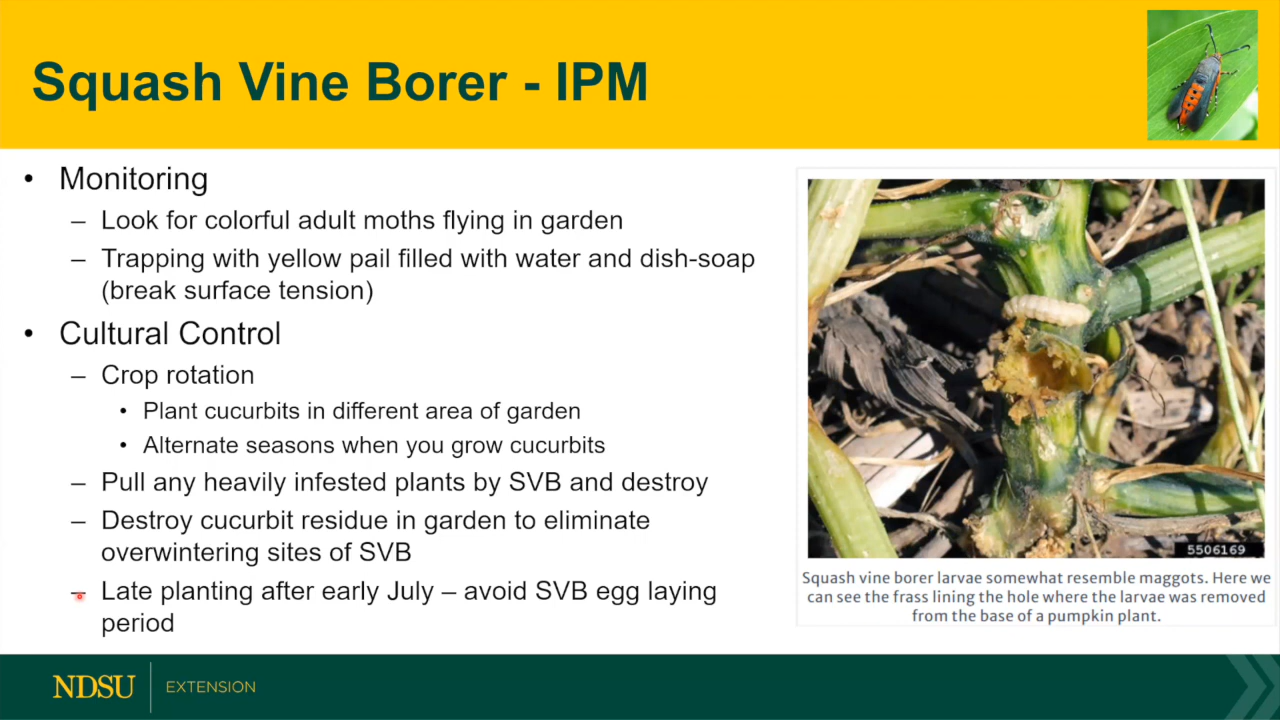 Squash Vine Borer - IPM
• Monitoring
– Look for colorful adult moths flying in garden
– Trapping with yellow pail filled with water and dish-soap
(break surface tension)
• Cultural Control
– Crop rotation
• Plant cucurbits in different area of garden
• Alternate seasons when you grow cucurbits
– Pull any heavily infested plants by SVB and destroy
– Destroy cucurbit residue in garden to eliminate
overwintering sites of SVB
– Late planting after early July – avoid SVB egg laying
period
5506169
Squash vine borer larvae somewhat resemble maggots. Here we
can see the frass lining the hole where the larvae was removed
from the base of a pumpkin plant.
NDSU EXTENSION